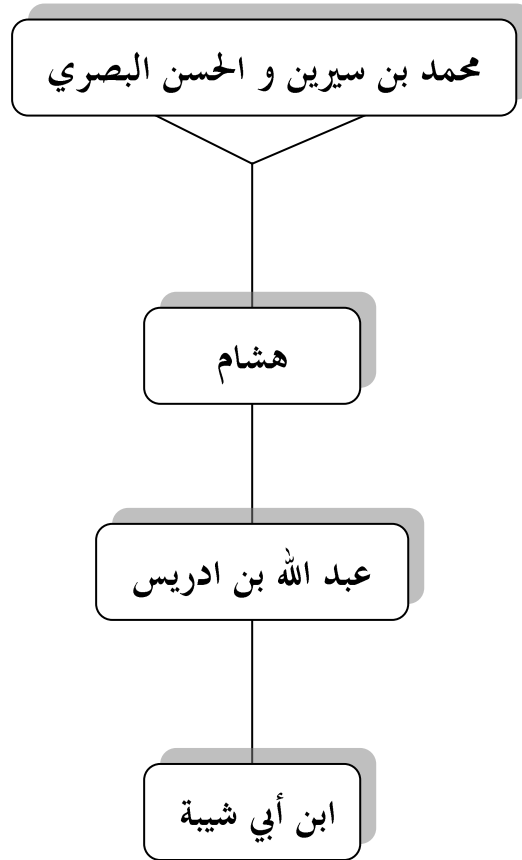 محمد بن سيرين و الحسن البصري
هشام
عبد الله بن ادريس
ابن أبي شيبة